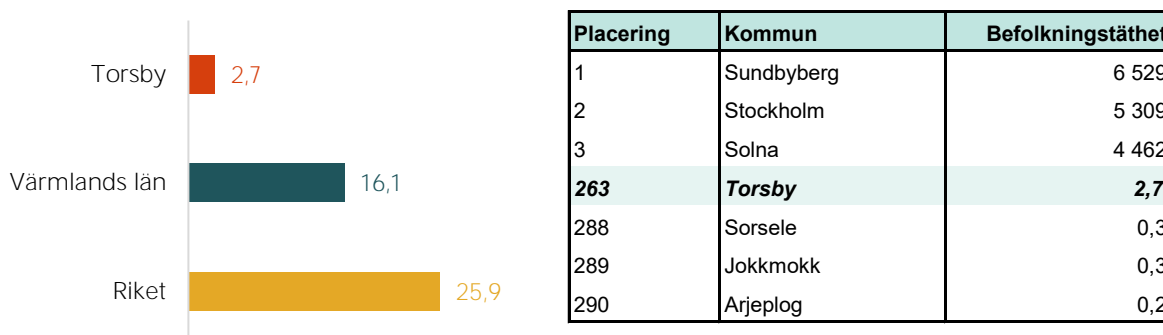 Torsby 2,7
Värmlands län 16,1
Riket 25,9
Placering Kommun Befolkningstäthet
1 Sundbyberg 6 529
2 Stockholm 5 309
3 Solna 4 462
263 Torsby 2,7
288 Sorsele 0,3
289 Jokkmokk 0,3
290 Arjeplog 0,2